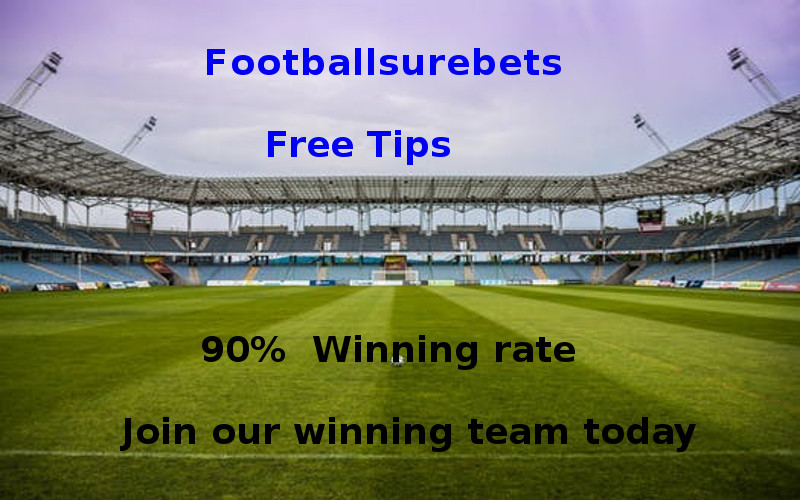 Footballsurebets
Free Tips
90% Winning rate
Join our winning team today